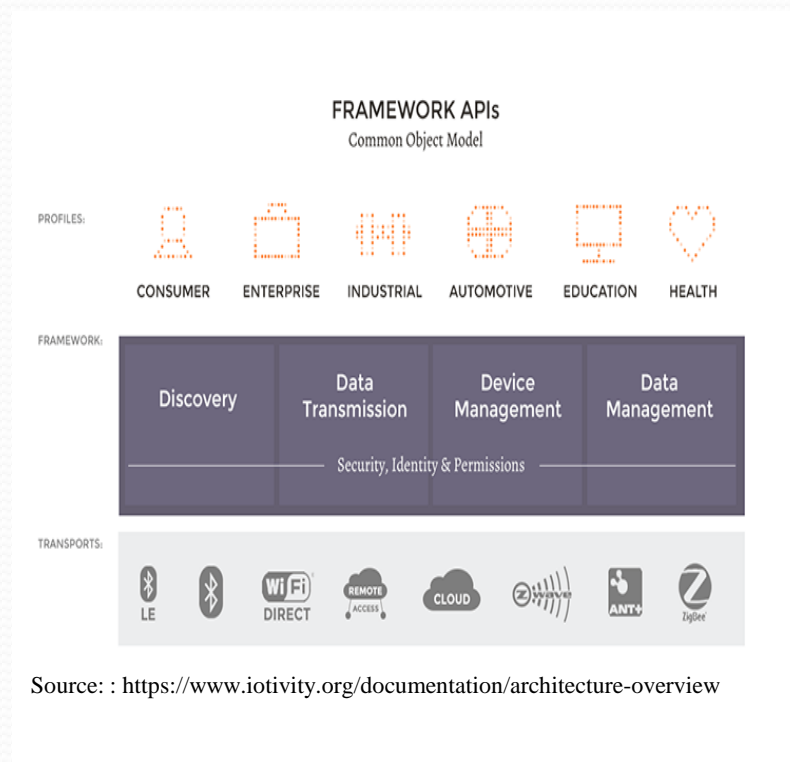 FRAMEWORK APIs
Common Object Model
PROFILES:
CONSUMER ENTERPRISE INDUSTRIAL AUTOMOTIVE EDUCATION HEALTH
FRAMEWORK:
Discovery
Data Transmission
Device Management
Data Management
Security, Identity & Permissions
TRANSPORTS:
LE
WiFi DIRECT
REMOTE ACCESS
CLOUD
Z wave
ANT+
ZigBee
Source: : https://www.iotivity.org/documentation/architecture-overview